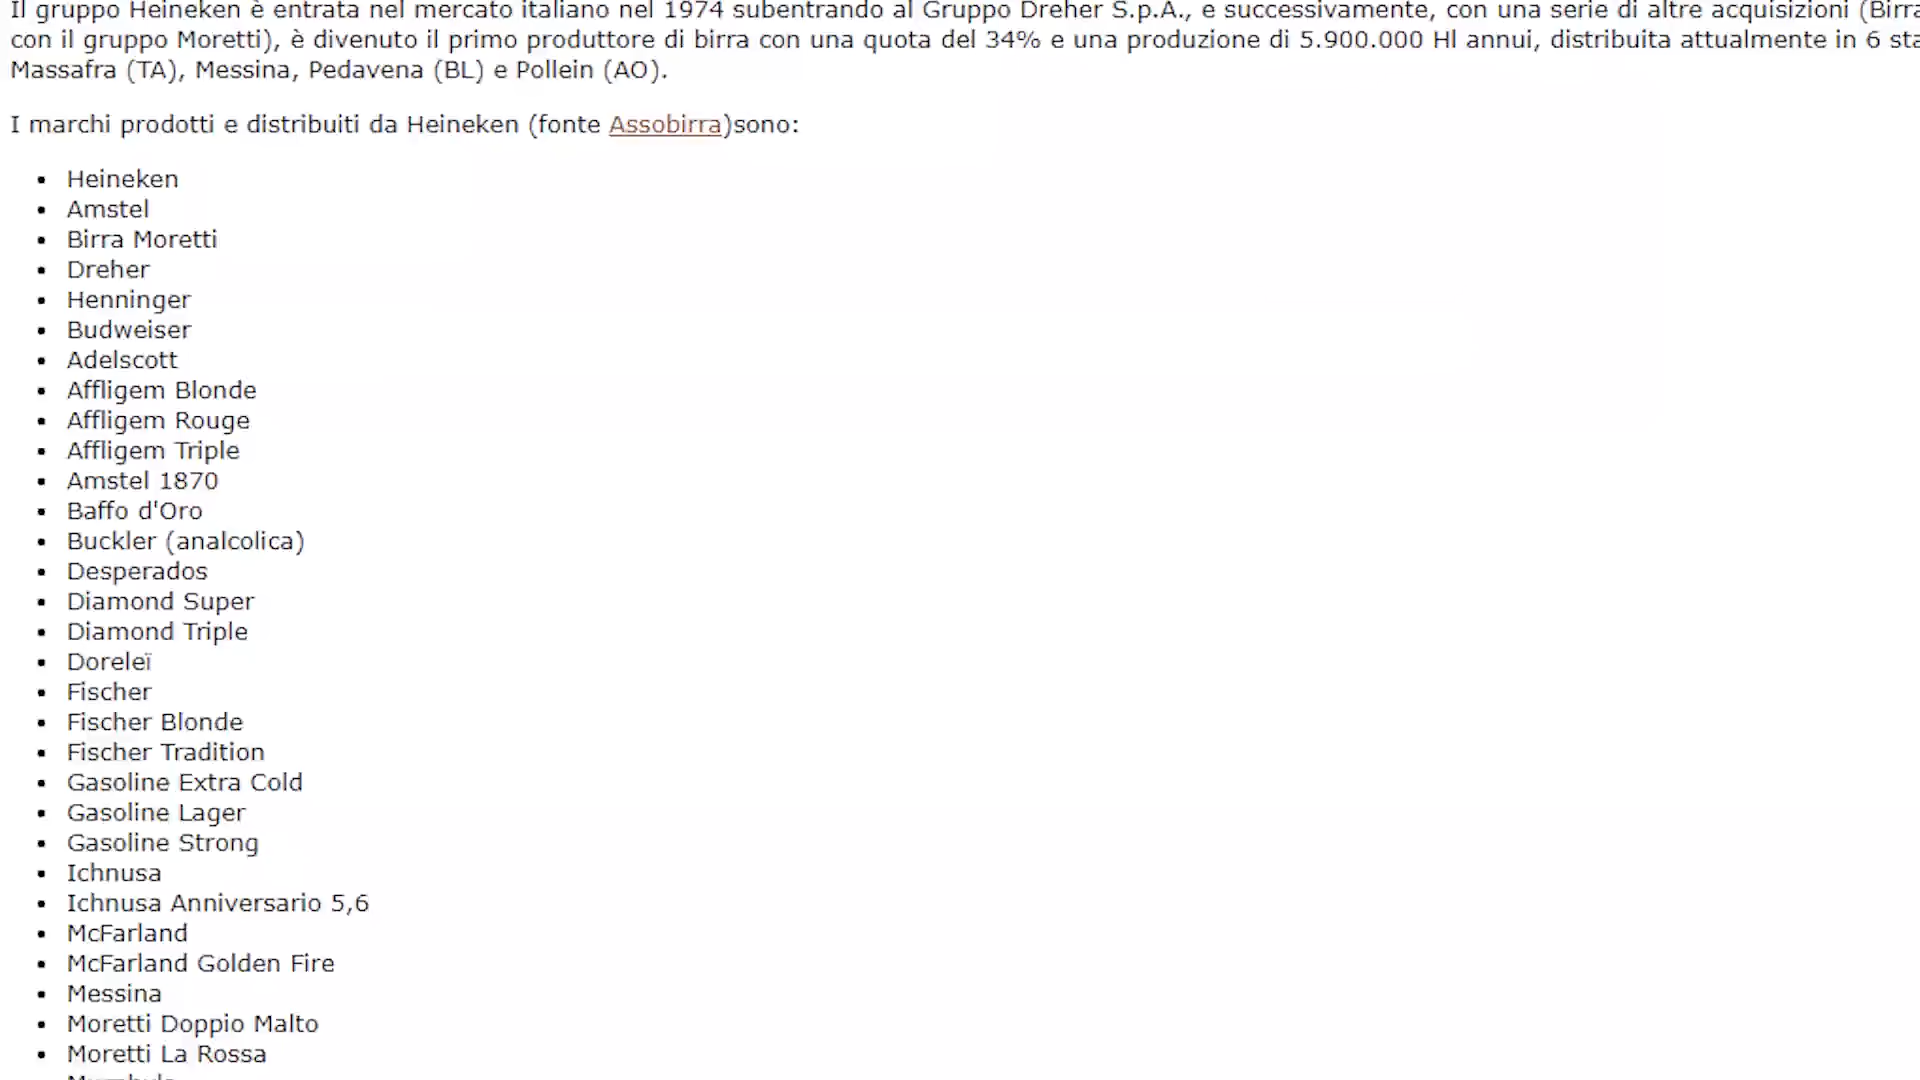 Il gruppo Heineken è entrata nel mercato italiano nel 1974 subentrando al Gruppo Dreher S.p.A., e successivamente, con una serie di altre acquisizioni (Birra
con il gruppo Moretti), è divenuto il primo produttore di birra con una quota del 34% e una produzione di 5.900.000 Hl annui, distribuita attualmente in 6
Massafra (TA), Messina, Pedavena (BL) e Pollein (AO).
I marchi prodotti e distribuiti da Heineken (fonte Assobirra)sono:
• Heineken
• Amstel
• Birra Moretti
• Dreher
• Henninger
• Budweiser
• Adelscott
• Affligem Blonde
• Affligem Rouge
• Affligem Triple
• Amstel 1870
• Baffo d'Oro
• Buckler (analcolica)
• Desperados
• Diamond Super
• Diamond Triple
• Doreleï
• Fischer
• Fischer Blonde
• Fischer Tradition
• Gasoline Extra Cold
• Gasoline Lager
• Gasoline Strong
• Ichnusa
• Ichnusa Anniversario 5,6
• McFarland
• McFarland Golden Fire
• Messina
• Moretti Doppio Malto
• Moretti La Rossa